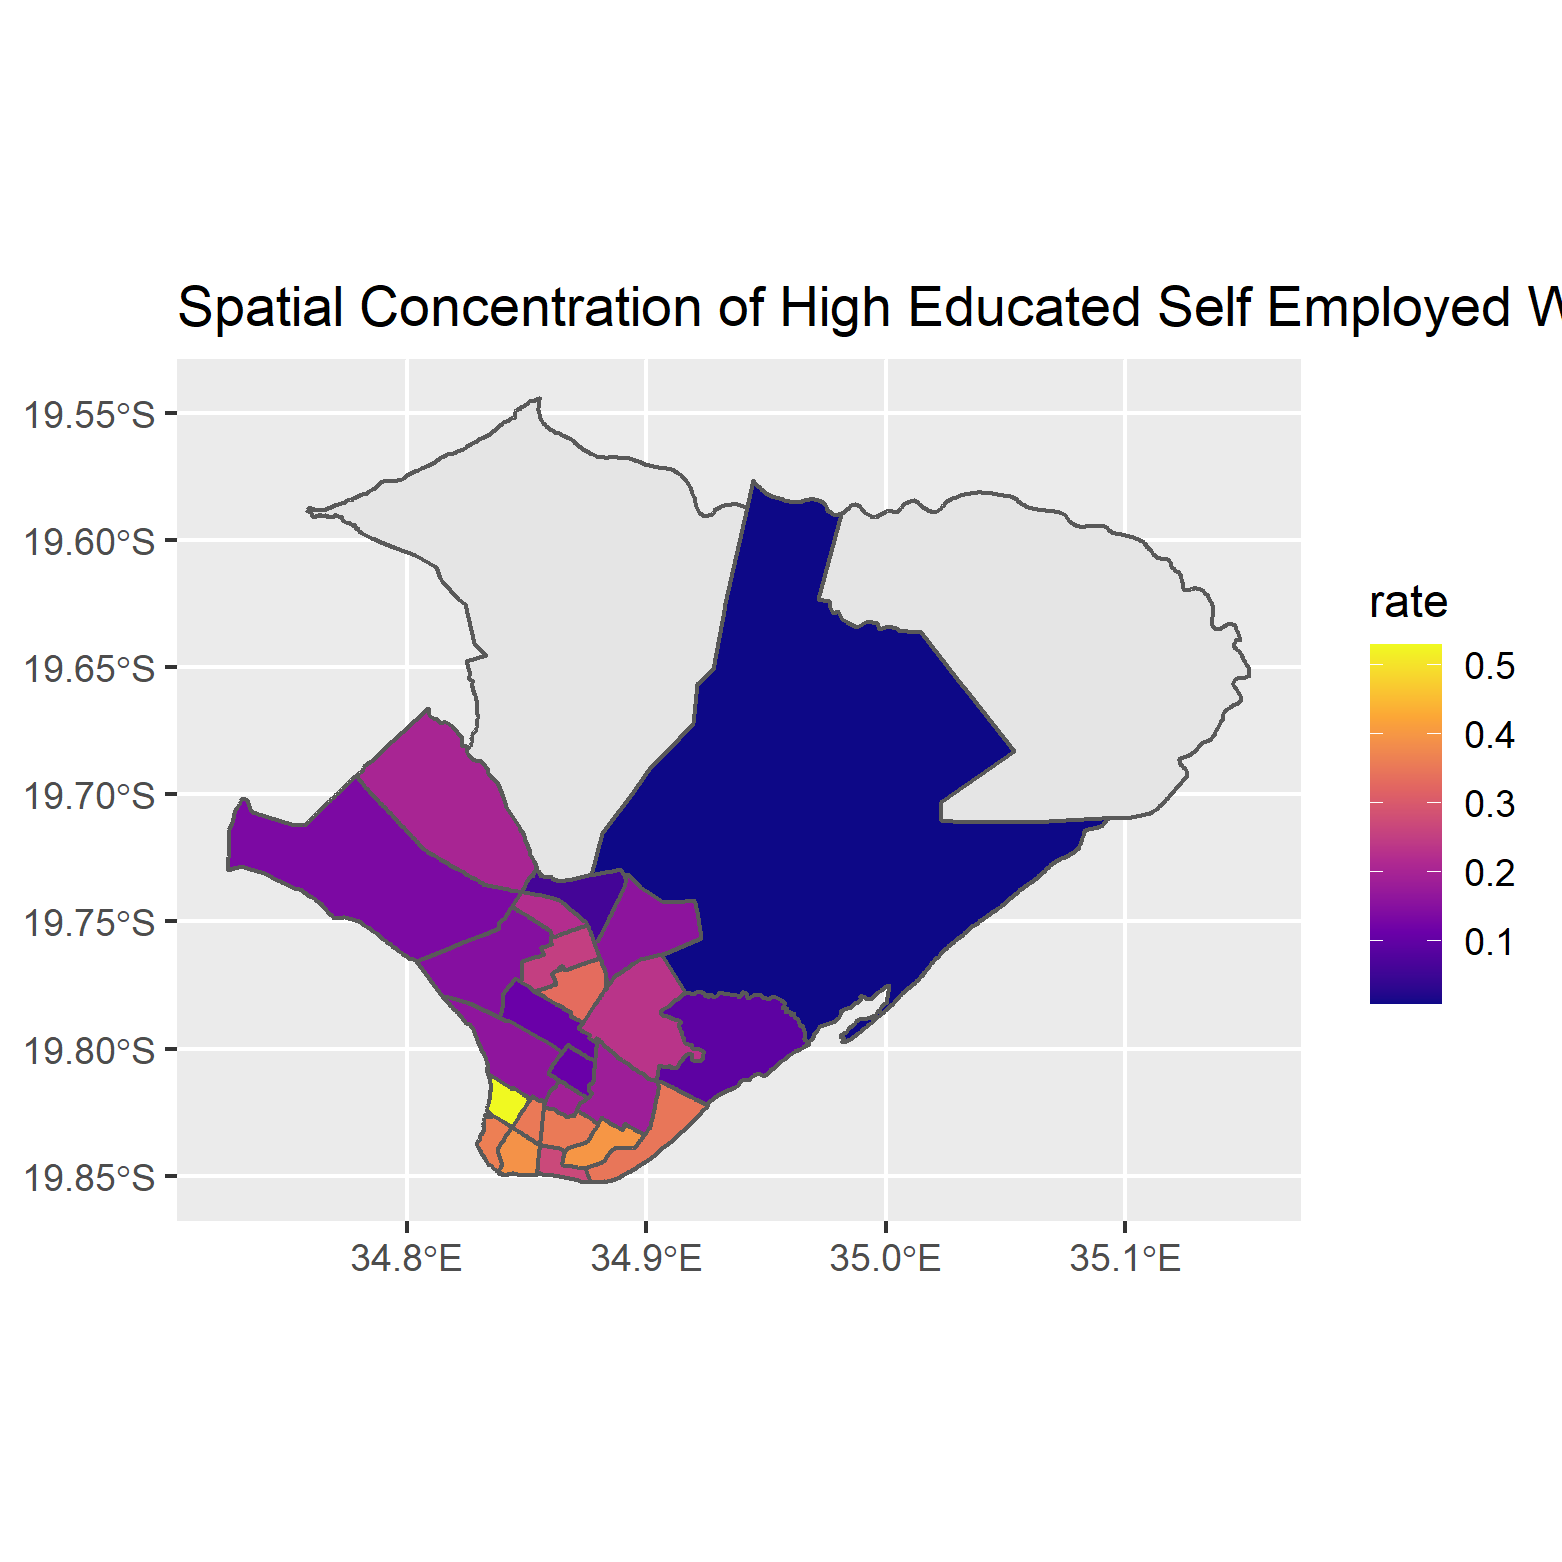 Spatial Concentration of High Educated Self Employed
19.55°S
19.60°S
19.65°S
19.70°S
19.75°S
19.80°S
19.85°S
34.8°E
34.9°E
35.0°E
35.1°E
rate
0.5
0.4
0.3
0.2
0.1